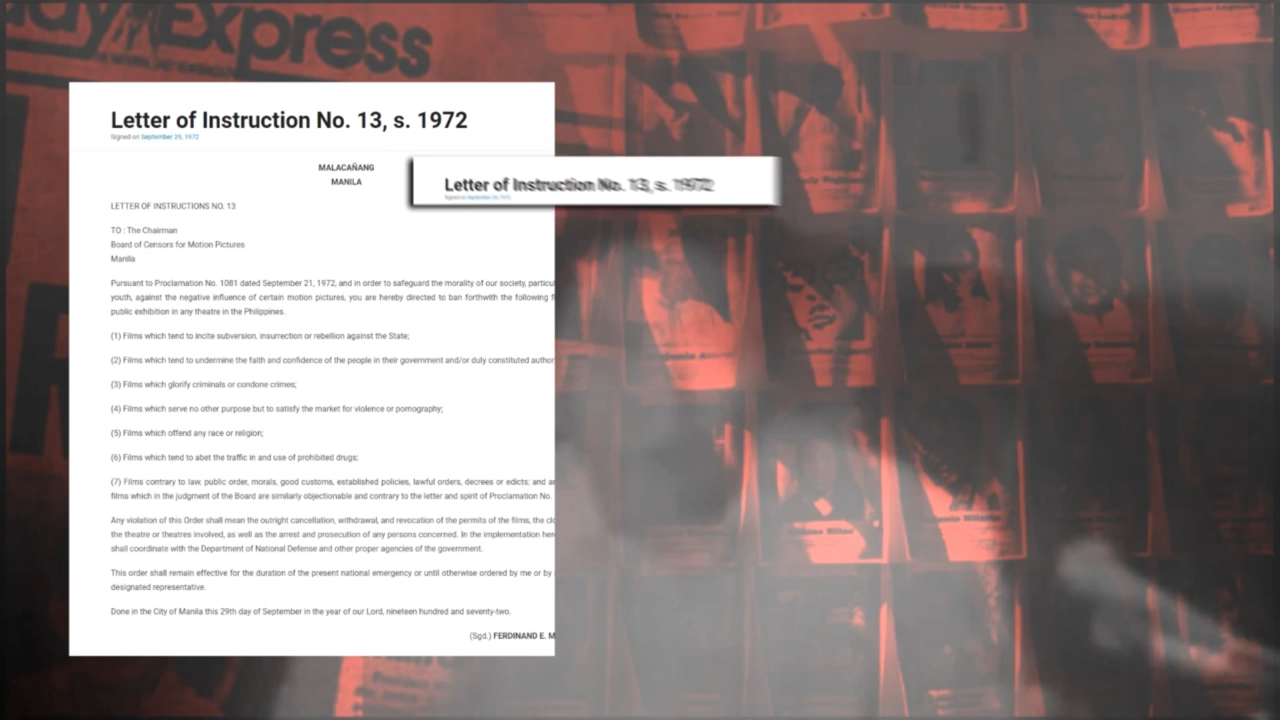 Express
Letter of Instruction No. 13, s. 1972
Signed on September 29, 1972
MALACAÑANG
MANILA
Letter of Instruction No. 13, s. 1972
LETTER OF INSTRUCTIONS NO. 13
TO : The Chairman
Board of Censors for Motion Pictures
Manila
Pursuant to Proclamation No. 1081 dated September 21, 1972, and in order to safeguard the morality of our society, particul
youth, against the negative influence of certain motion pictures, you are hereby directed to ban forthwith the following f
public exhibition in any theatre in the Philippines.
(1) Films which tend to incite subversion, insurrection or rebellion against the State;
(2) Films which tend to undermine the faith and confidence of the people in their government and/or duly constituted author
(3) Films which glorify criminals or condone crimes;
(4) Films which serve no other purpose but to satisfy the market for violence or pornography;
(5) Films which offend any race or religion;
(6) Films which tend to abet the traffic in and use of prohibited drugs;
(7) Films contrary to law, public order, morals, good customs, established policies, lawful orders, decrees or edicts; and a
films which in the judgment of the Board are similarly objectionable and contrary to the letter and spirit of Proclamation No.
Any violation of this Order shall mean the outright cancellation, withdrawal, and revocation of the permits of the films, the clo
the theatre or theatres involved, as well as the arrest and prosecution of any persons concerned. In the implementation her
shall coordinate with the Department of National Defense and other proper agencies of the government.
This order shall remain effective for the duration of the present national emergency or until otherwise ordered by me or by
designated representative.
Done in the City of Manila this 29th day of September in the year of our Lord, nineteen hundred and seventy-two.
(Sgd.) FERDINAND E. M